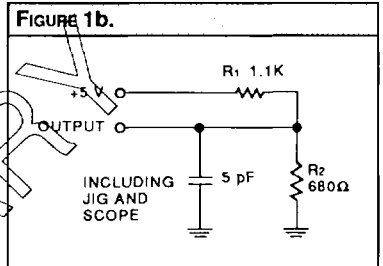 FIGURE 1b.
R1 1.1K
+5 V
OUTPUT
INCLUDING
JIG AND
SCOPE
5 pF
R2
680Ω